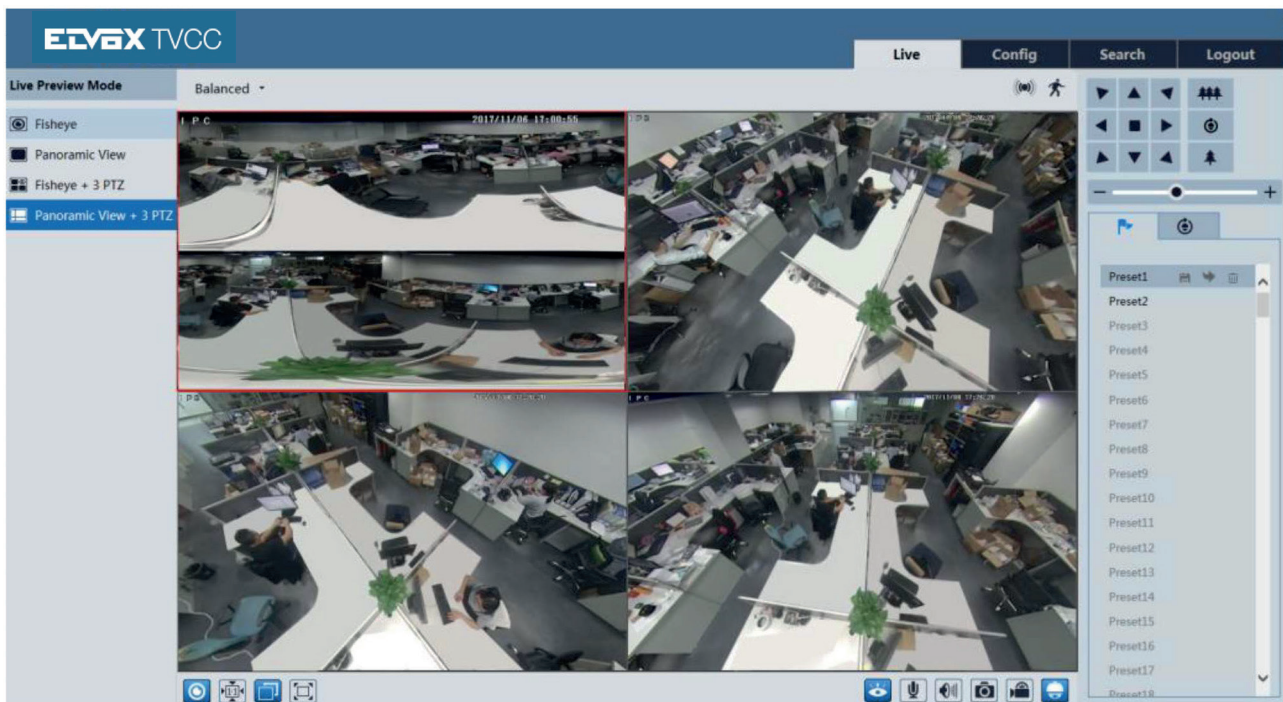 ELVOX TVCC
Live Config Search Logout
Live Preview Mode
Balanced
Fisheye
Panoramic View
Fisheye + 3 PTZ
Panoramic View + 3 PTZ
IPC 2017/11/06 17:00:55
IPC
IPC
IPC
Preset1
Preset2
Preset3
Preset4
Preset5
Preset6
Preset7
Preset8
Preset9
Preset10
Preset11
Preset12
Preset13
Preset14
Preset15
Preset16
Preset17
Preset18